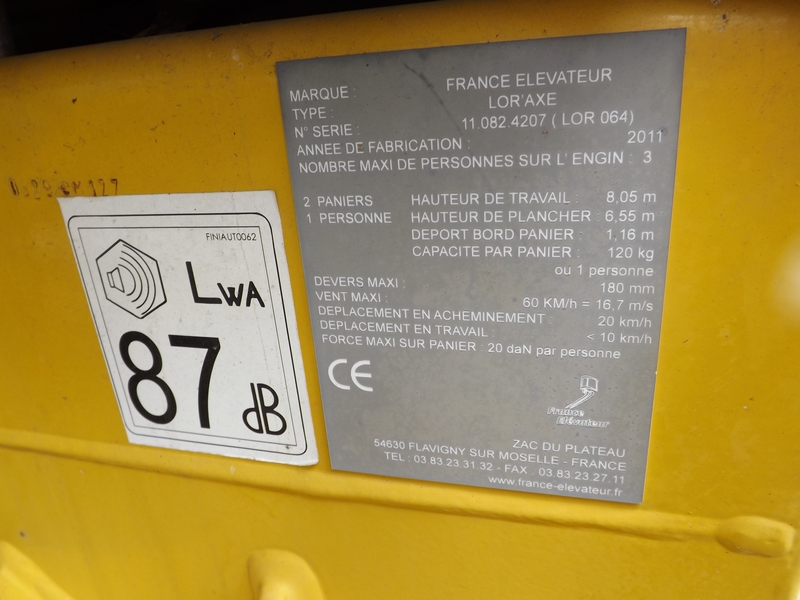 MARQUE : FRANCE ELEVATEUR
TYPE : LOR'AXE
N° SERIE : 11.082.4207 ( LOR 064)
ANNEE DE FABRICATION : 2011
NOMBRE MAXI DE PERSONNES SUR L' ENGIN : 3
2 PANIERS HAUTEUR DE TRAVAIL : 8,05 m
1 PERSONNE HAUTEUR DE PLANCHER : 6,55 m
DEPORT BORD PANIER : 1,16 m
CAPACITE PAR PANIER : 120 kg
ou 1 personne
DEVERS MAXI : 180 mm
VENT MAXI : 60 KM/h = 16,7 m/s
DEPLACEMENT EN ACHEMINEMENT : 20 km/h
DEPLACEMENT EN TRAVAIL : < 10 km/h
FORCE MAXI SUR PANIER : 20 daN par personne
CE
France
Elévateur
ZAC DU PLATEAU
54630 FLAVIGNY SUR MOSELLE - FRANCE
TEL : 03.83.23.31.32 - FAX : 03.83.23.27.11
www.france-elevateur.fr
FINIAUT0062
LWA
87 dB